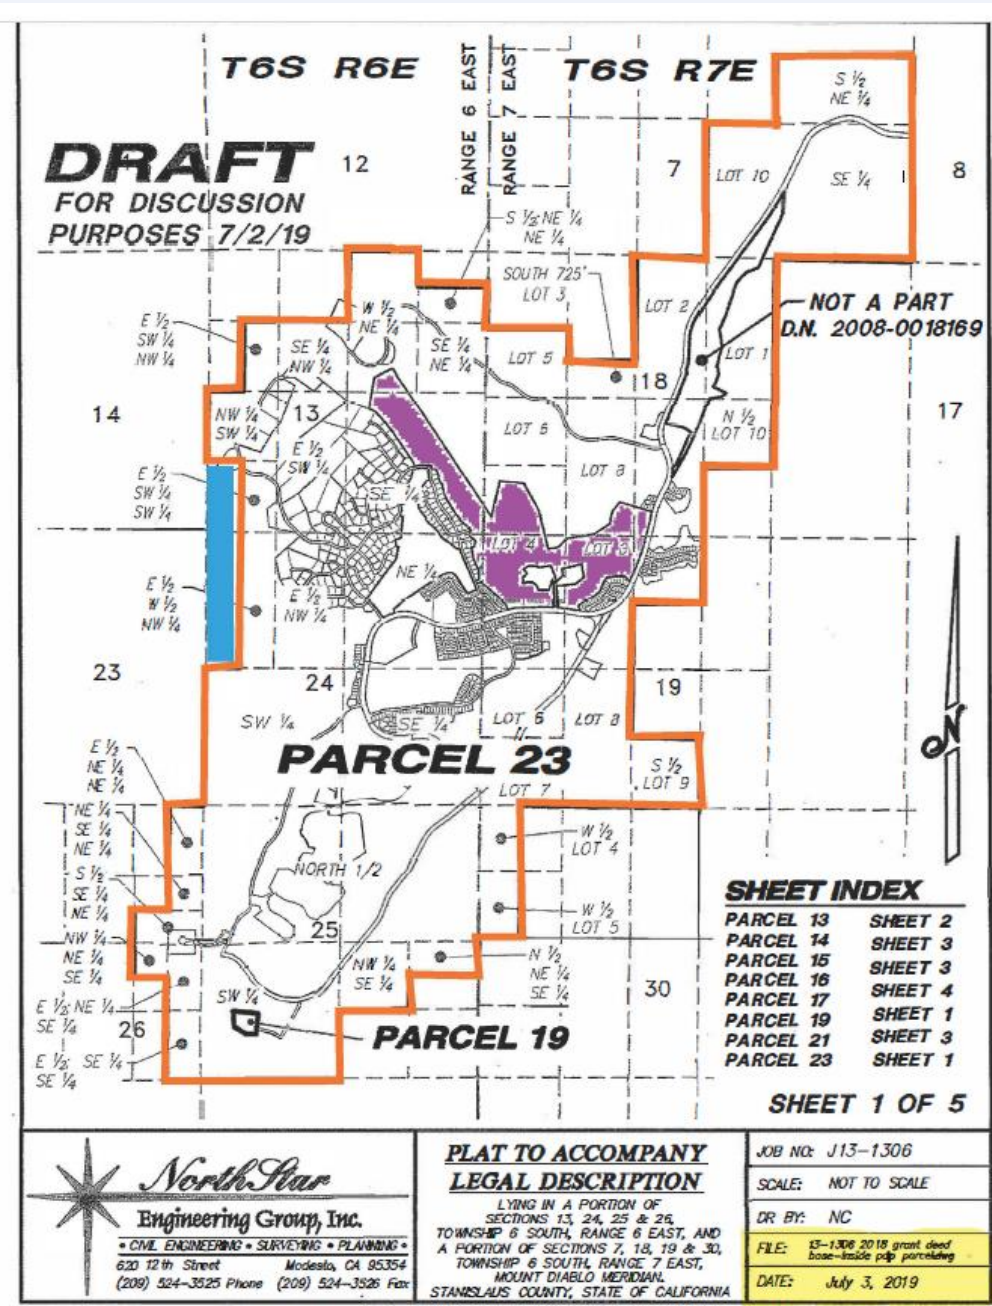 T6S R6E
T6S R7E
RANGE 6 EAST
RANGE 7 EAST
DRAFT
FOR DISCUSSION
PURPOSES 7/2/19
12
7
8
S ½
NE ¼
LOT 10
SE ¼
S ½ NE ¼
NE ¼
SOUTH 725'
LOT 3
LOT 2
NOT A PART
D.N. 2008-0018169
LOT 1
E ½
SW ¼
NW ¼
W ½
NE ¼
SE ¼
NW ¼
SE ¼
NE ¼
LOT 5
18
14
13
17
NW ¼
SW ¼
N ½
LOT 10
E ½
SW ¼
LOT 8
E ½
SW ¼
SW ¼
SE ¼
LOT 4
LOT 3
NE ¼
E ½
W ½
NW ¼
E ½
NW ¼
23
24
19
SW ¼
SE ¼
LOT 6
LOT 8
PARCEL 23
S ½
LOT 9
LOT 7
E ½
NE ¼
NE ¼
NE ¼
SE ¼
NE ¼
W ½
LOT 4
S ½
SE ¼
NE ¼
NORTH 1/2
W ½
LOT 5
25
NW ¼
NE ¼
SE ¼
NW ¼
SE ¼
N ½
NE ¼
SE ¼
SW ¼
30
E ½ NE ¼
SE ¼
26
E ½ SE ¼
SE ¼
PARCEL 19
N
SHEET INDEX
PARCEL 13 SHEET 2
PARCEL 14 SHEET 3
PARCEL 15 SHEET 3
PARCEL 16 SHEET 4
PARCEL 17
PARCEL 19 SHEET 1
PARCEL 21 SHEET 3
PARCEL 23 SHEET 1
SHEET 1 OF 5
NorthStar
Engineering Group, Inc.
• CIVIL ENGINEERING • SURVEYING • PLANNING •
620 12th Street Modesto, CA 95354
(209) 524-3525 Phone (209) 524-3526 Fax
PLAT TO ACCOMPANY
LEGAL DESCRIPTION
LYING IN A PORTION OF
SECTIONS 13, 24, 25 & 26,
TOWNSHIP 6 SOUTH, RANGE 6 EAST, AND
A PORTION OF SECTIONS 7, 18, 19 & 30,
TOWNSHIP 6 SOUTH, RANGE 7 EAST,
MOUNT DIABLO MERIDIAN.
STANISLAUS COUNTY, STATE OF CALIFORNIA
JOB NO: J13-1306
SCALE: NOT TO SCALE
DR BY: NC
FILE: 13-1306 2018 grant deed
base-inside pdp parceling
DATE: July 3, 2019